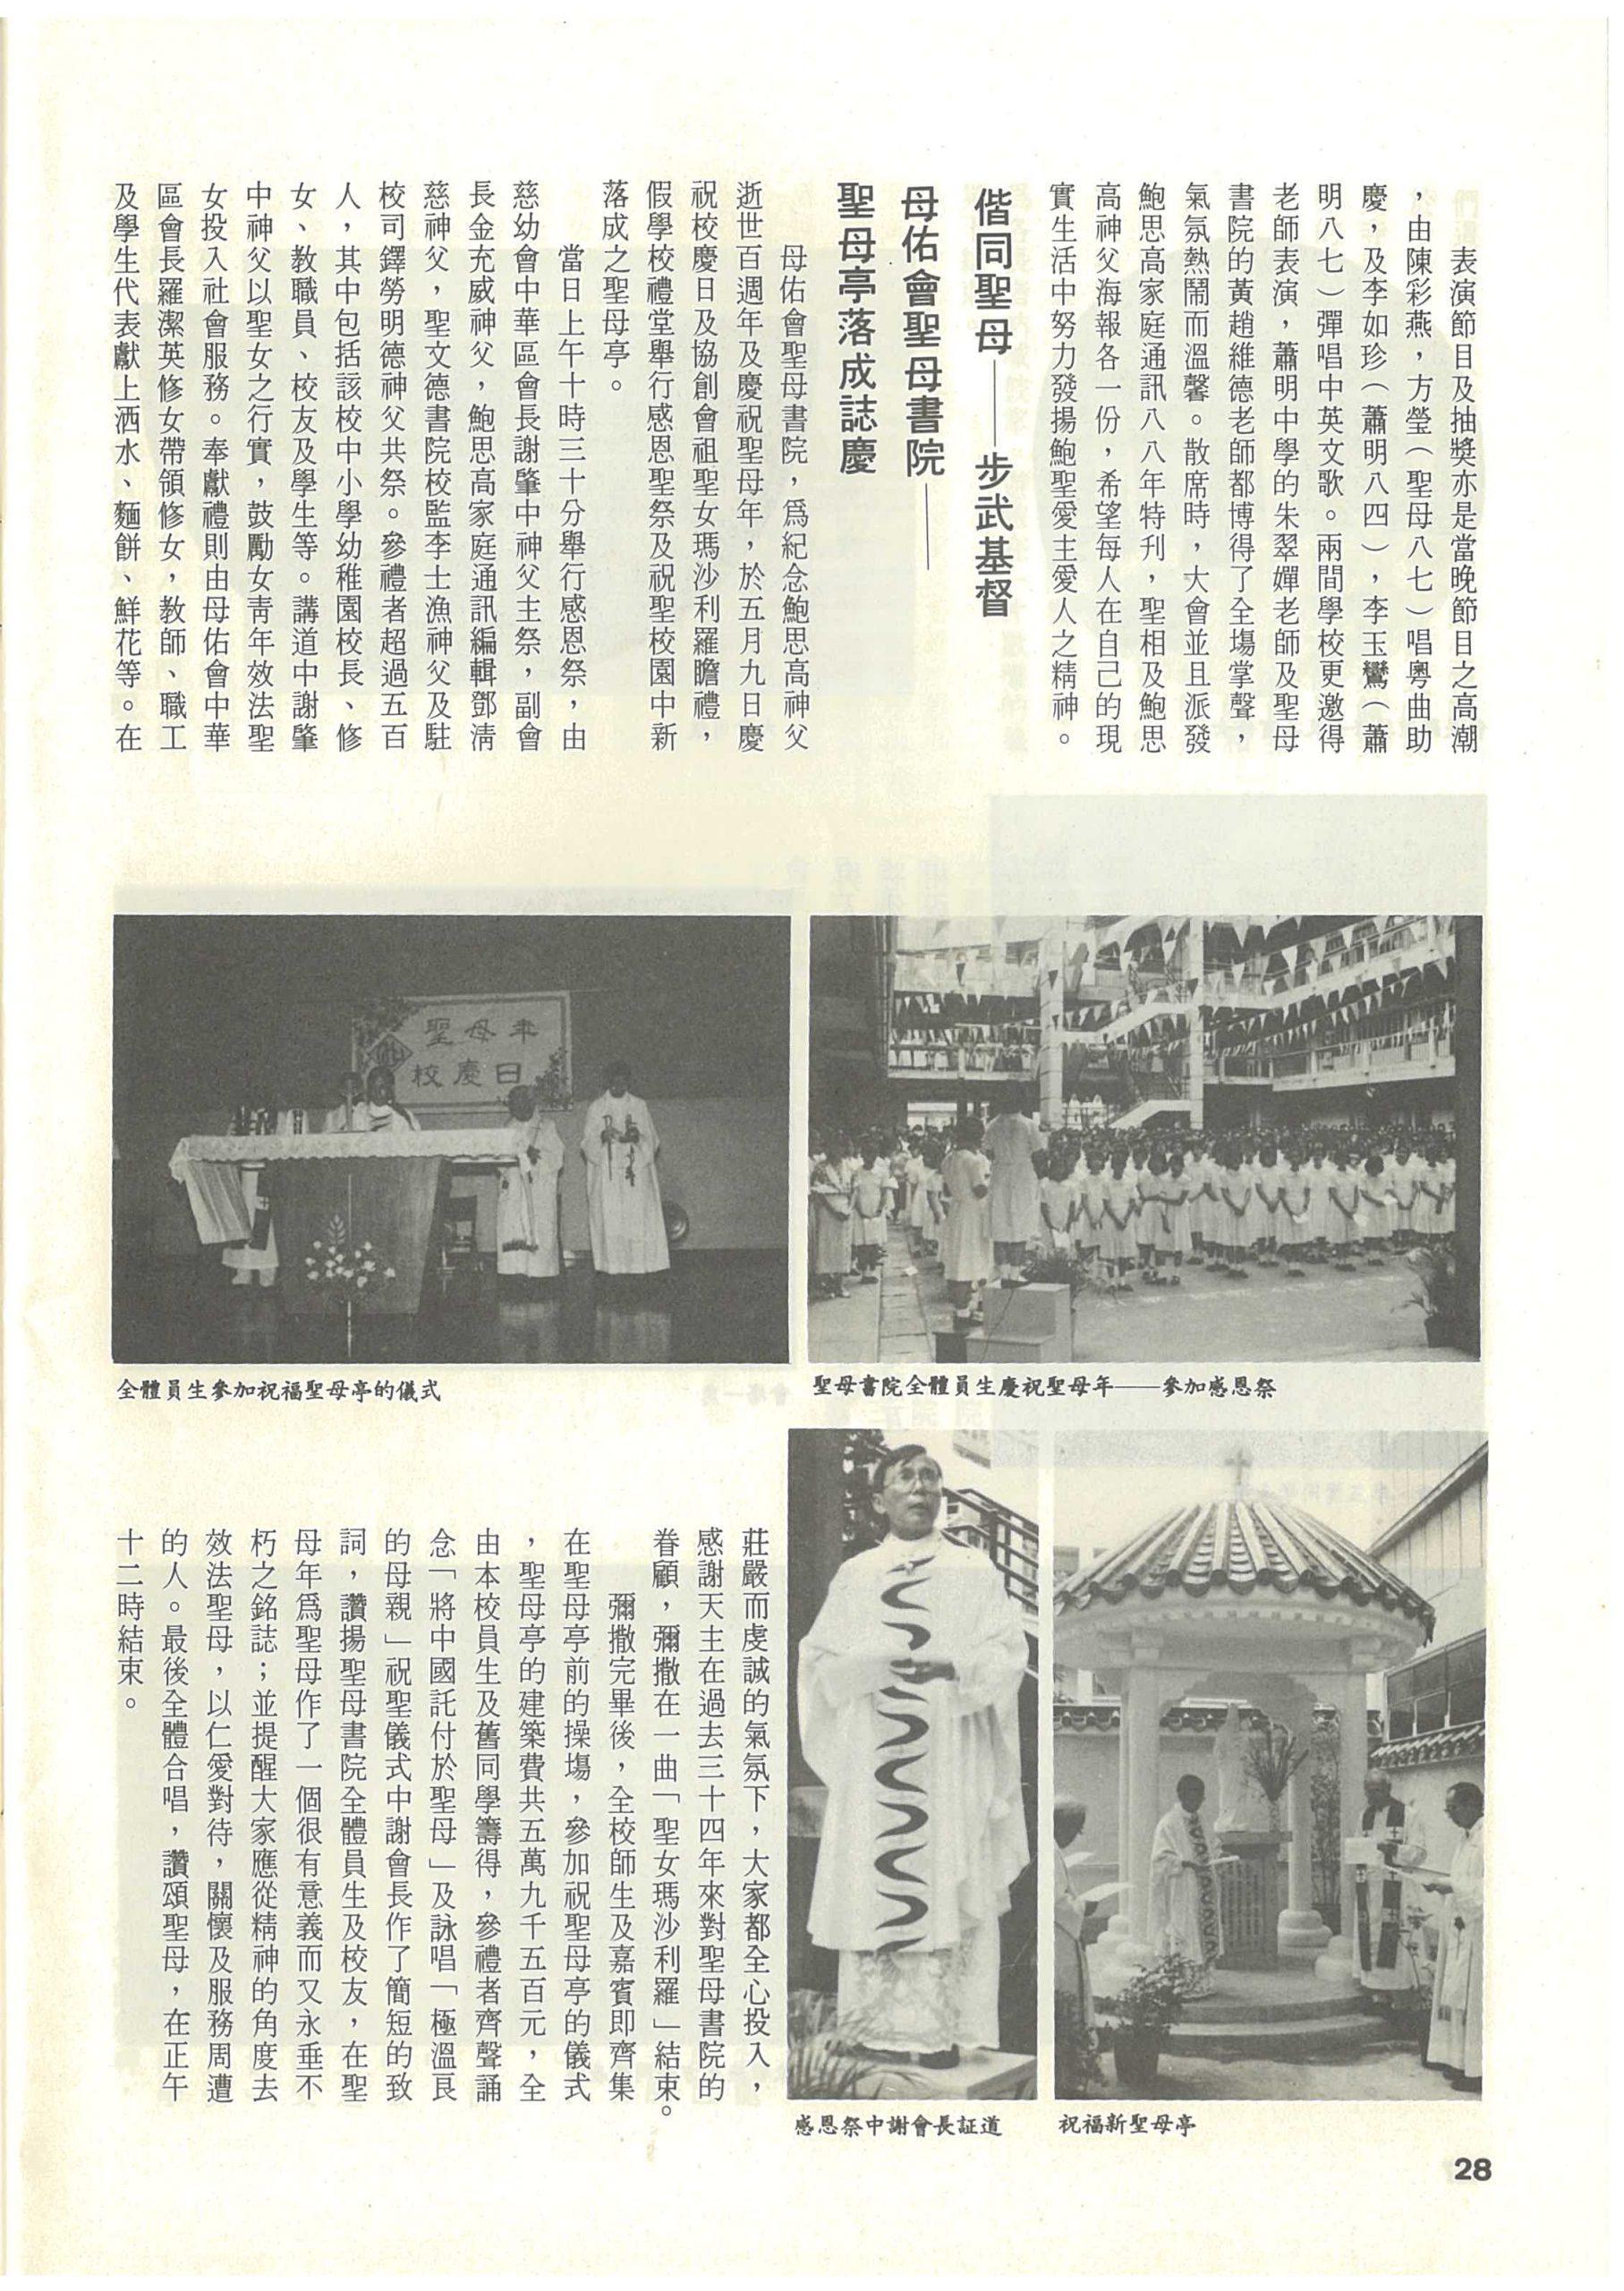 表演節目及抽獎亦是當晚節目之高潮
，由陳彩燕，方瑩（聖母八七）唱粵曲助
慶，及李如珍（蕭明八四），李玉鸞（蕭
明八七）彈唱中英文歌。兩間學校更邀得
老師表演，蕭明中學的朱翠嬋老師及聖母
書院的黃趙維德老師都博得了全場掌聲，
氣氛熱鬧而溫馨。散席時，大會並且派發
鮑思高家庭通訊八八年特刋，聖相及鮑思
高神父海報各一份，希望每人在自己的現
實生活中努力發揚鮑聖愛主愛人之精神。
偕同聖母——步武基督
母佑會聖母書院——
聖母亭落成誌慶
母佑會聖母書院，爲紀念鮑思高神父
逝世百週年及慶祝聖母年，於五月九日慶
祝校慶日及協創會祖聖女瑪沙利羅瞻禮，
假學校禮堂舉行感恩聖祭及祝聖校園中新
落成之聖母亭。
當日上午十時三十分舉行感恩祭，由
慈幼會中華區會長謝肇中神父主祭，副會
長金充威神父，鮑思高家庭通訊編輯鄧淸
慈神父，聖文德書院校監李士漁神父及駐
校司鐸勞明德神父共祭。參禮者超過五百
人，其中包括該校中小學幼稚園校長、修
女、教職員、校友及學生等。講道中謝肇
中神父以聖女之行實，鼓勵女靑年效法聖
女投入社會服務。奉獻禮則由母佑會中華
區會長羅潔英修女帶領修女，教師、職工
及學生代表獻上洒水、麵餅、鮮花等。在
聖母年
校慶日
全體員生參加祝福聖母亭的儀式
聖母書院全體員生慶祝聖母年——參加感恩祭
莊嚴而虔誠的氣氛下，大家都全心投入，
感謝天主在過去三十四年來對聖母書院的
眷顧，彌撒在一曲「聖女瑪沙利羅」結束。
彌撒完畢後，全校師生及嘉賓即齊集
在聖母亭前的操場，參加祝聖母亭的儀式
，聖母亭的建築費共五萬九千五百元，全
由本校員生及舊同學籌得，參禮者齊聲誦
念「將中國託付於聖母」及詠唱「極溫良
的母親」祝聖儀式中謝會長作了簡短的致
詞，讚揚聖母書院全體員生及校友，在聖
母年爲聖母作了一個很有意義而又永垂不
朽之銘誌；並提醒大家應從精神的角度去
效法聖母，以仁愛對待，關懷及服務周遭
的人。最後全體合唱，讚頌聖母，在正午
十二時結束。
感恩祭中謝會長証道
祝福新聖母亭
28